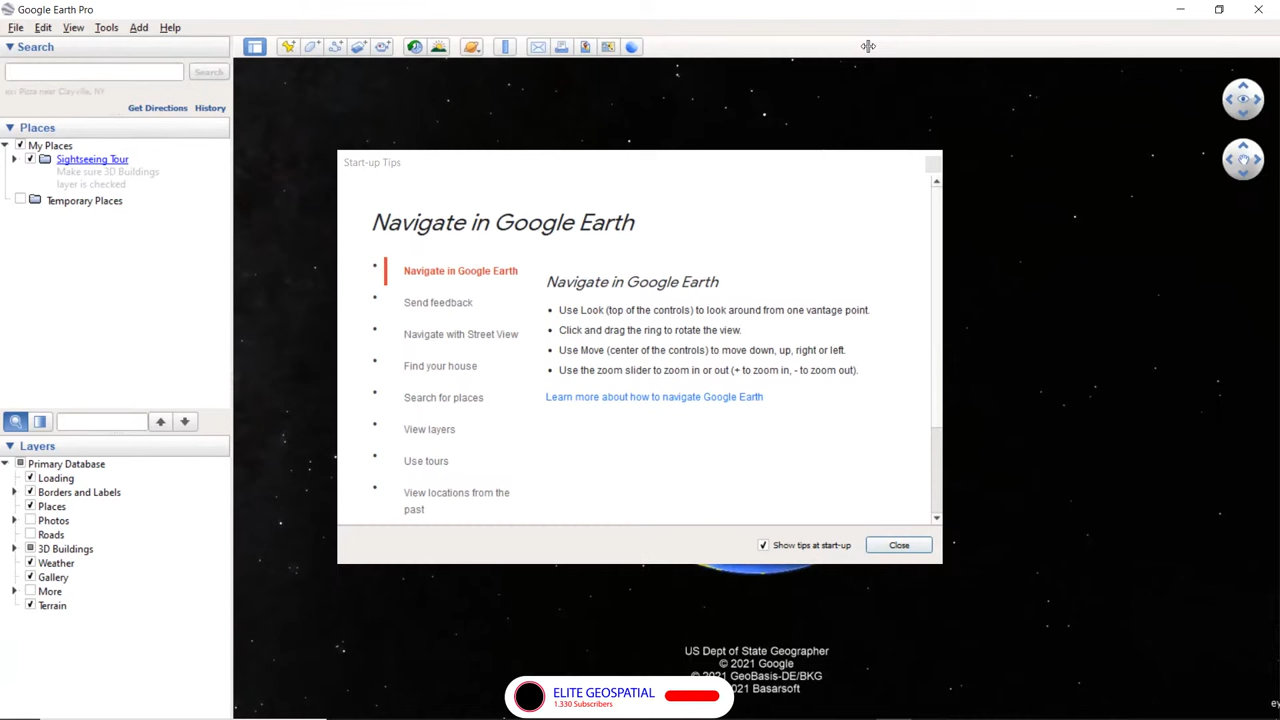 Google Earth Pro
File Edit View Tools Add Help
Search
Search
ex: Pizza near Clayville, NY
Get Directions History
Places
My Places
Sightseeing Tour
Make sure 3D Buildings
layer is checked
Temporary Places
Layers
Primary Database
Loading
Borders and Labels
Places
Photos
Roads
3D Buildings
Weather
Gallery
More
Terrain
Start-up Tips
Navigate in Google Earth
Navigate in Google Earth
Send feedback
Navigate with Street View
Find your house
Search for places
View layers
Use tours
View locations from the
past
Navigate in Google Earth
Use Look (top of the controls) to look around from one vantage point.
Click and drag the ring to rotate the view.
Use Move (center of the controls) to move down, up, right or left.
Use the zoom slider to zoom in or out (+ to zoom in, - to zoom out).
Learn more about how to navigate Google Earth
Show tips at start-up
Close
US Dept of State Geographer
© 2021 Google
© 2021 GeoBasis-DE/BKG
2021 Basarsoft
ELITE GEOSPATIAL
1.330 Subscribers